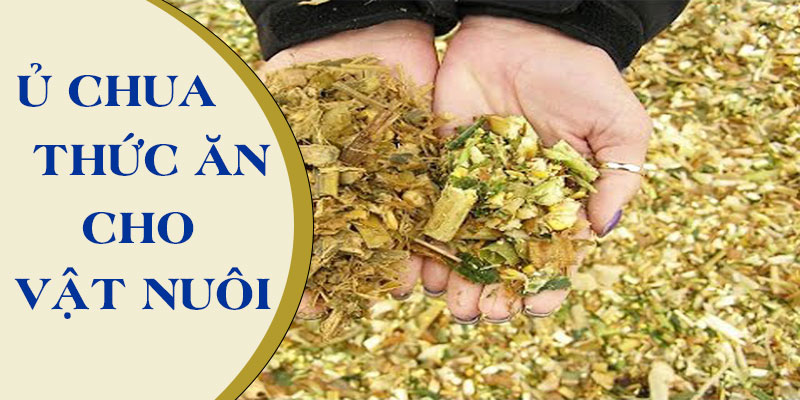 Ủ CHUA
THỨC ĂN
CHO
VẬT NUÔI